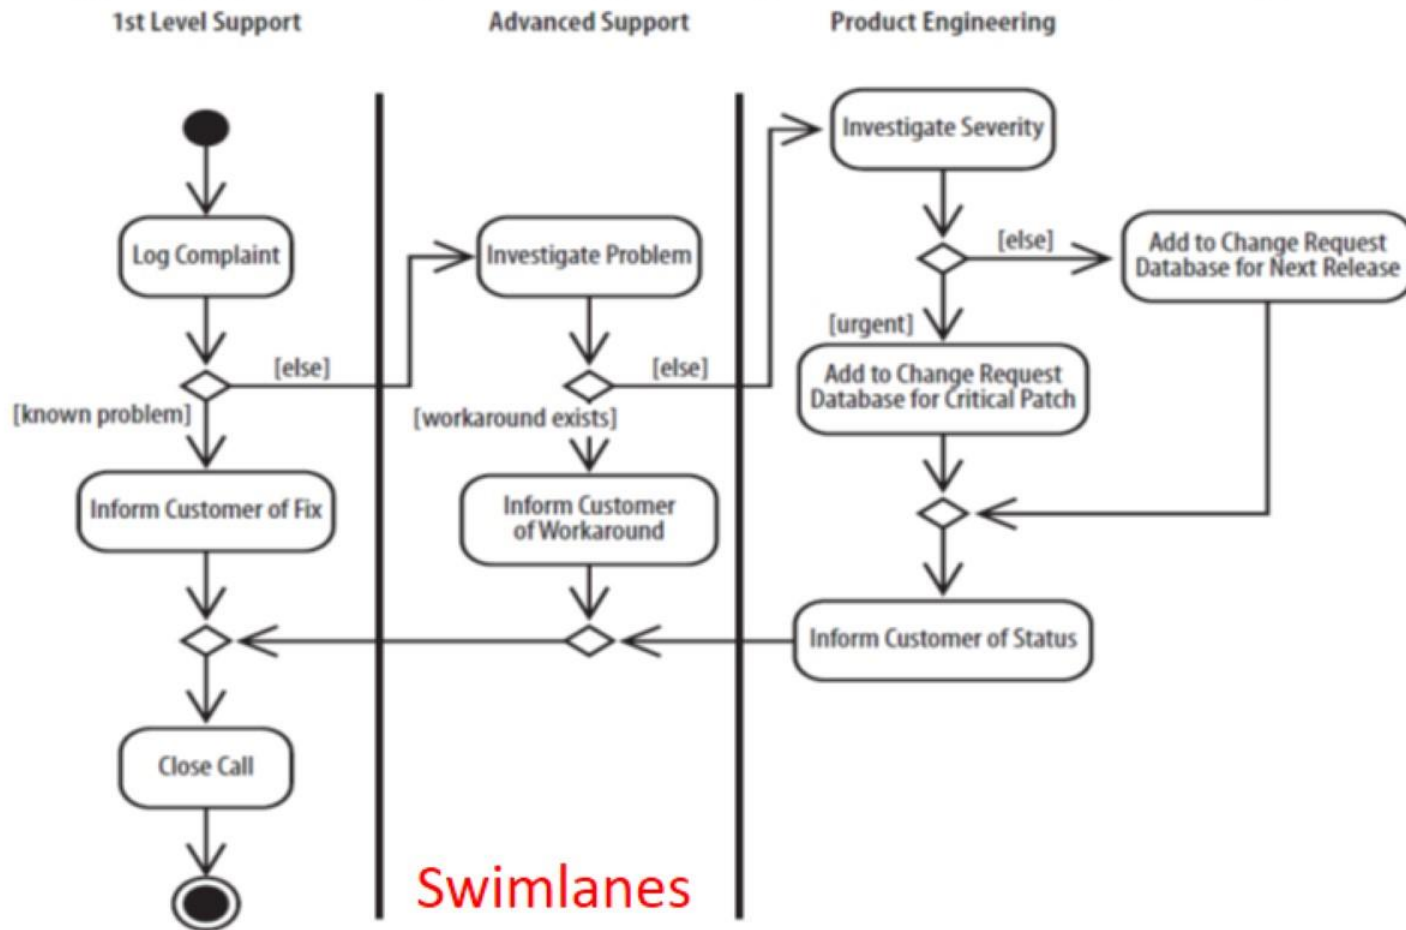 1st Level Support
Advanced Support
Product Engineering
Investigate Severity
Log Complaint
Investigate Problem
[else]
Add to Change Request
Database for Next Release
[urgent]
[else]
[else]
Add to Change Request
Database for Critical Patch
[known problem]
[workaround exists]
Inform Customer of Fix
Inform Customer
of Workaround
Inform Customer of Status
Close Call
Swimlanes